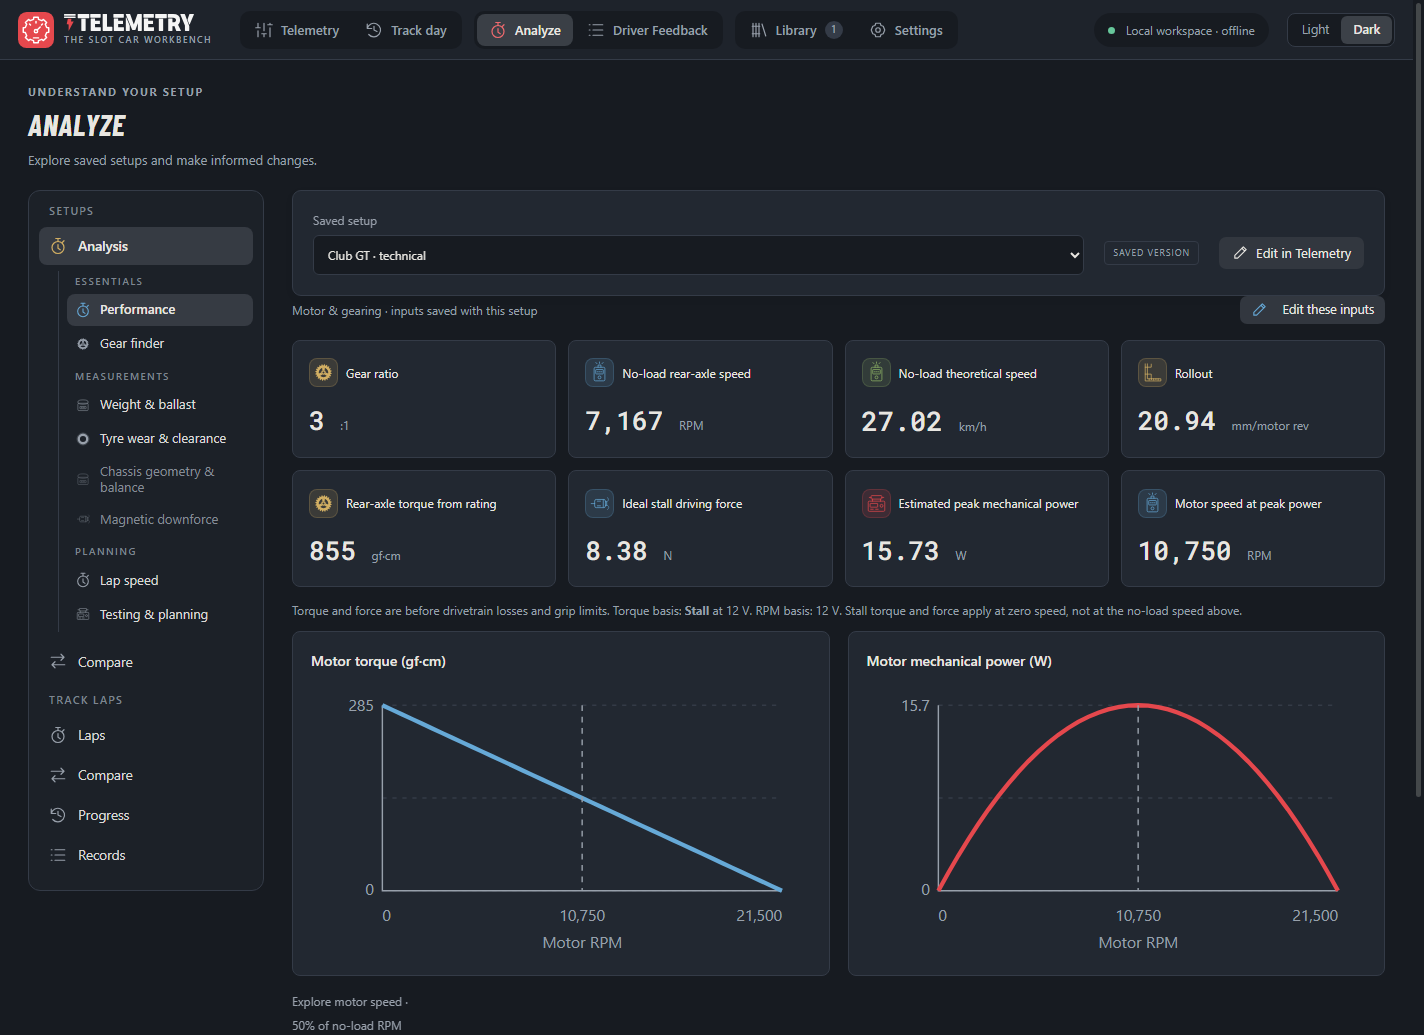 TELEMETRY
THE SLOT CAR WORKBENCH
Telemetry
Track day
Analyze
Driver Feedback
Library 1
Settings
Local workspace · offline
Light
Dark
UNDERSTAND YOUR SETUP
ANALYZE
Explore saved setups and make informed changes.
SETUPS
Analysis
ESSENTIALS
Performance
Gear finder
MEASUREMENTS
Weight & ballast
Tyre wear & clearance
Chassis geometry &
balance
Magnetic downforce
PLANNING
Lap speed
Testing & planning
Compare
TRACK LAPS
Laps
Compare
Progress
Records
Saved setup
Club GT · technical
SAVED VERSION
Edit in Telemetry
Motor & gearing · inputs saved with this setup
Edit these inputs
Gear ratio
3 :1
No-load rear-axle speed
7,167 RPM
No-load theoretical speed
27.02 km/h
Rollout
20.94 mm/motor rev
Rear-axle torque from rating
855 gf·cm
Ideal stall driving force
8.38 N
Estimated peak mechanical power
15.73 W
Motor speed at peak power
10,750 RPM
Torque and force are before drivetrain losses and grip limits. Torque basis: Stall at 12 V. RPM basis: 12 V. Stall torque and force apply at zero speed, not at the no-load speed above.
Motor torque (gf·cm)
285
0
0 10,750 21,500
Motor RPM
Motor mechanical power (W)
15.7
0
0 10,750 21,500
Motor RPM
Explore motor speed ·
50% of no-load RPM